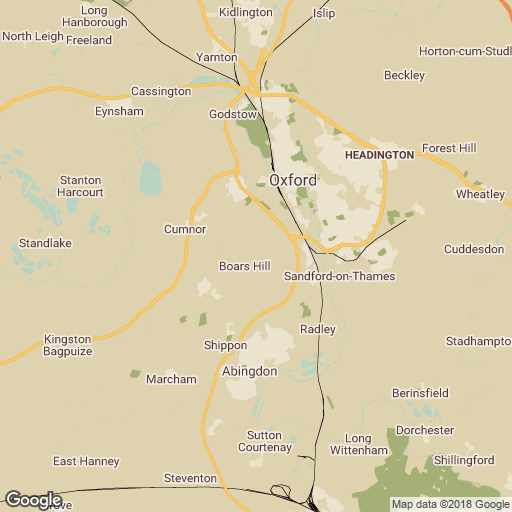 Long
Hanborough
Kidlington
Islip
North Leigh
Freeland
Yarnton
Horton-cum-Studl
Beckley
Cassington
Eynsham
Godstow
HEADINGTON
Forest Hill
Stanton
Harcourt
Oxford
Wheatley
Cumnor
Standlake
Cuddesdon
Boars Hill
Sandford-on-Thames
Radley
Kingston
Bagpuize
Shippon
Stadhampto
Abingdon
Marcham
Berinsfield
Sutton
Courtenay
Long
Wittenham
Dorchester
East Hanney
Shillingford
Steventon
Google
rove
Google
Map data ©2018 Google